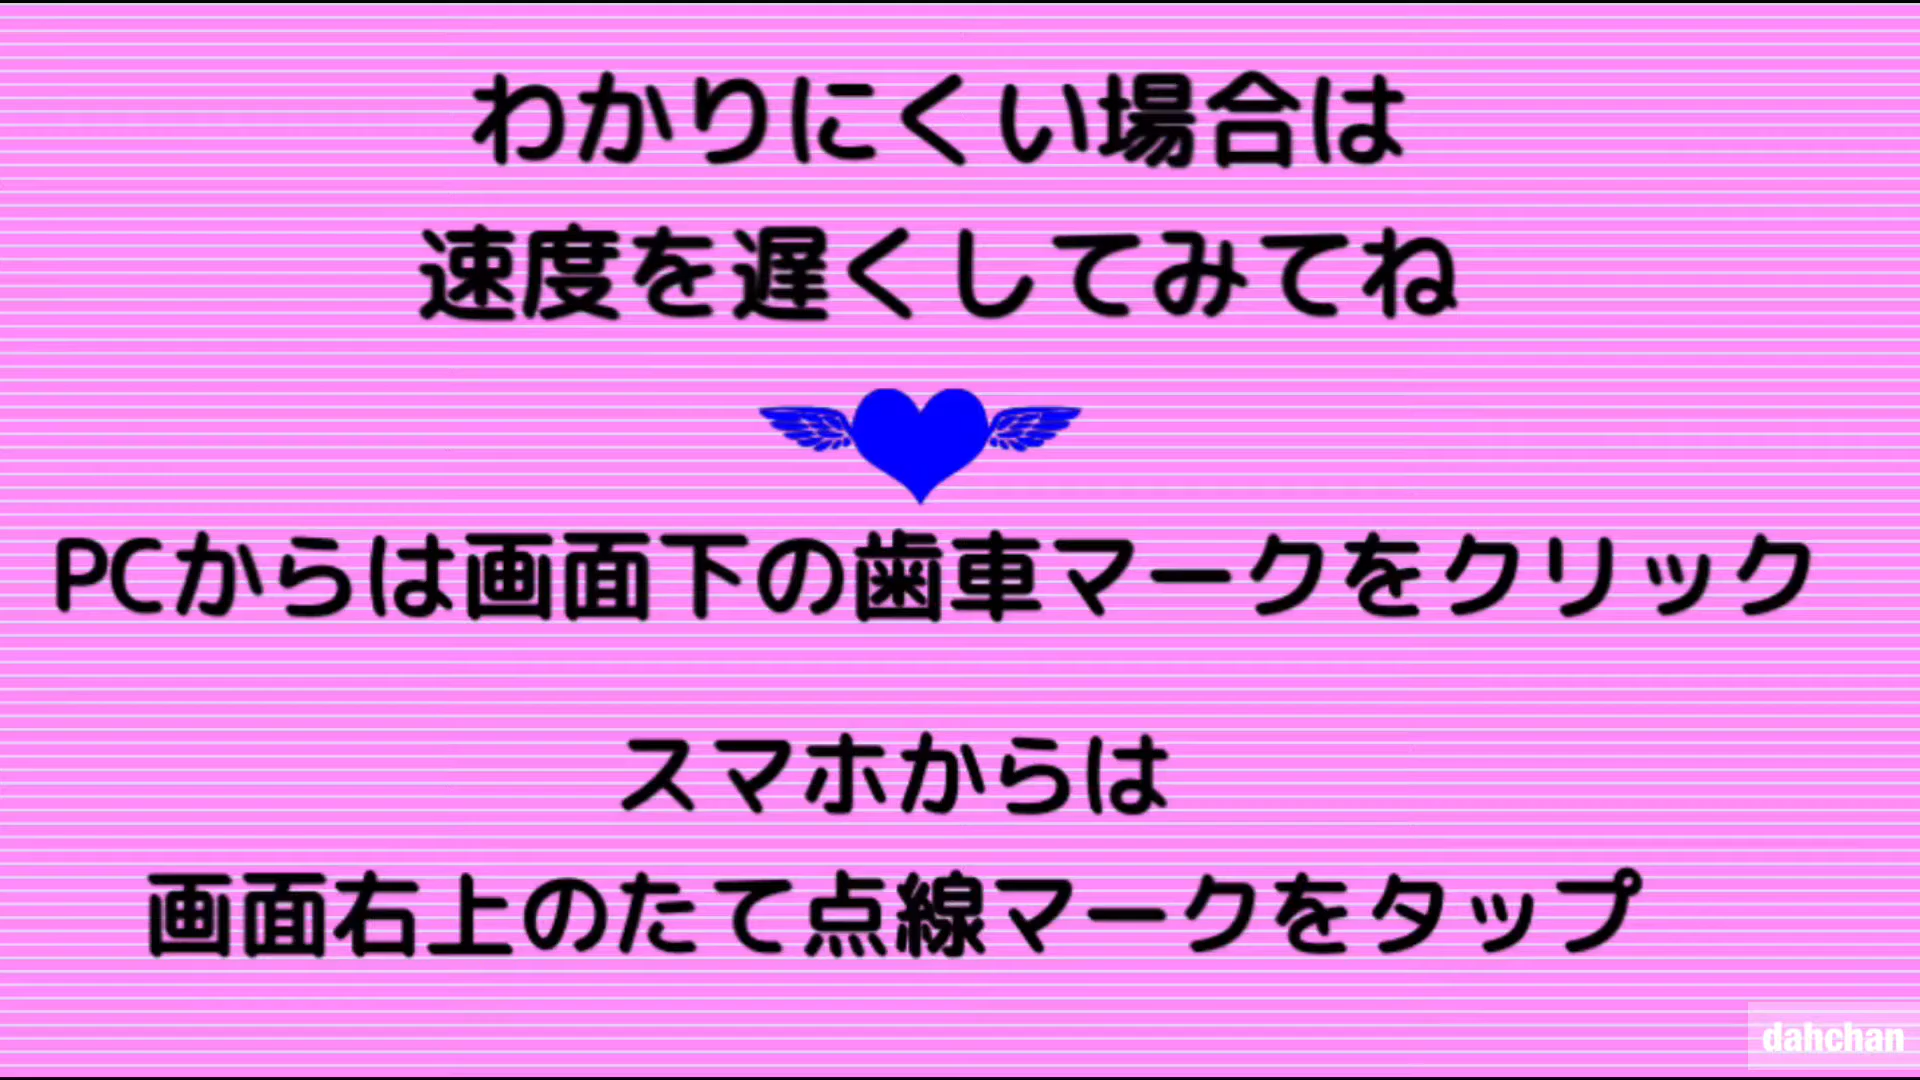 わかりにくい場合は
速度を遅くしてみてね
PCからは画面下の歯車マークをクリック
スマホからは
画面右上のたて点線マークをタップ
dahchan